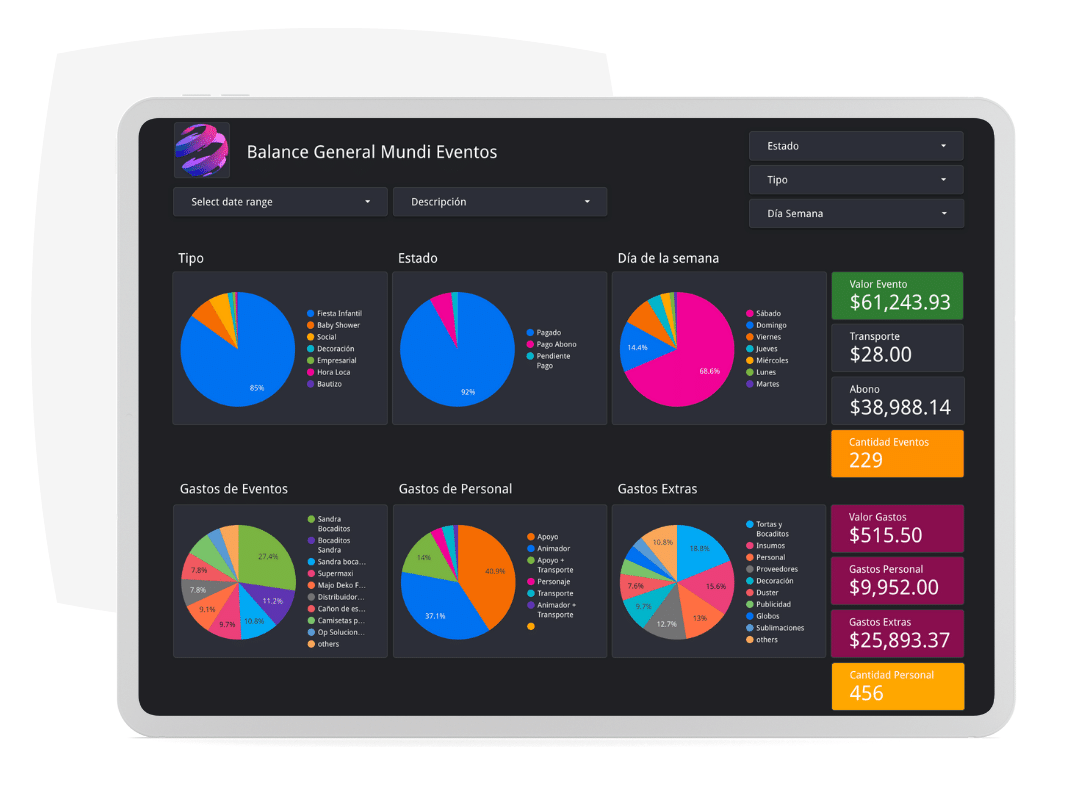 Balance General Mundi Eventos
Estado
Tipo
Día Semana
Select date range
Descripción
Tipo
85%
Fiesta Infantil
Baby Shower
Social
Decoración
Empresarial
Hora Loca
Bautizo
Estado
92%
Pagado
Pago Abono
Pendiente
Pago
Día de la semana
14.4%
68.6%
Sábado
Domingo
Viernes
Jueves
Miércoles
Lunes
Martes
Valor Evento
$61,243.93
Transporte
$28.00
Abono
$38,988.14
Cantidad Eventos
229
Gastos de Eventos
27.4%
11.2%
10.8%
9.7%
9.1%
7.8%
7.8%
Sandra
Bocaditos
Bocaditos
Sandra
Sandra boca...
Supermaxi
Majo Deko F...
Distribuidor...
Cañon de es...
Camisetas p...
Op Solucion...
others
Gastos de Personal
40.9%
37.1%
14%
Apoyo
Animador
Apoyo +
Transporte
Personaje
Transporte
Animador +
Transporte
Gastos Extras
18.8%
15.6%
13%
12.7%
9.7%
7.6%
10.8%
Tortas y
Bocaditos
Insumos
Personal
Proveedores
Decoración
Duster
Publicidad
Globos
Sublimaciones
others
Valor Gastos
$515.50
Gastos Personal
$9,952.00
Gastos Extras
$25,893.37
Cantidad Personal
456